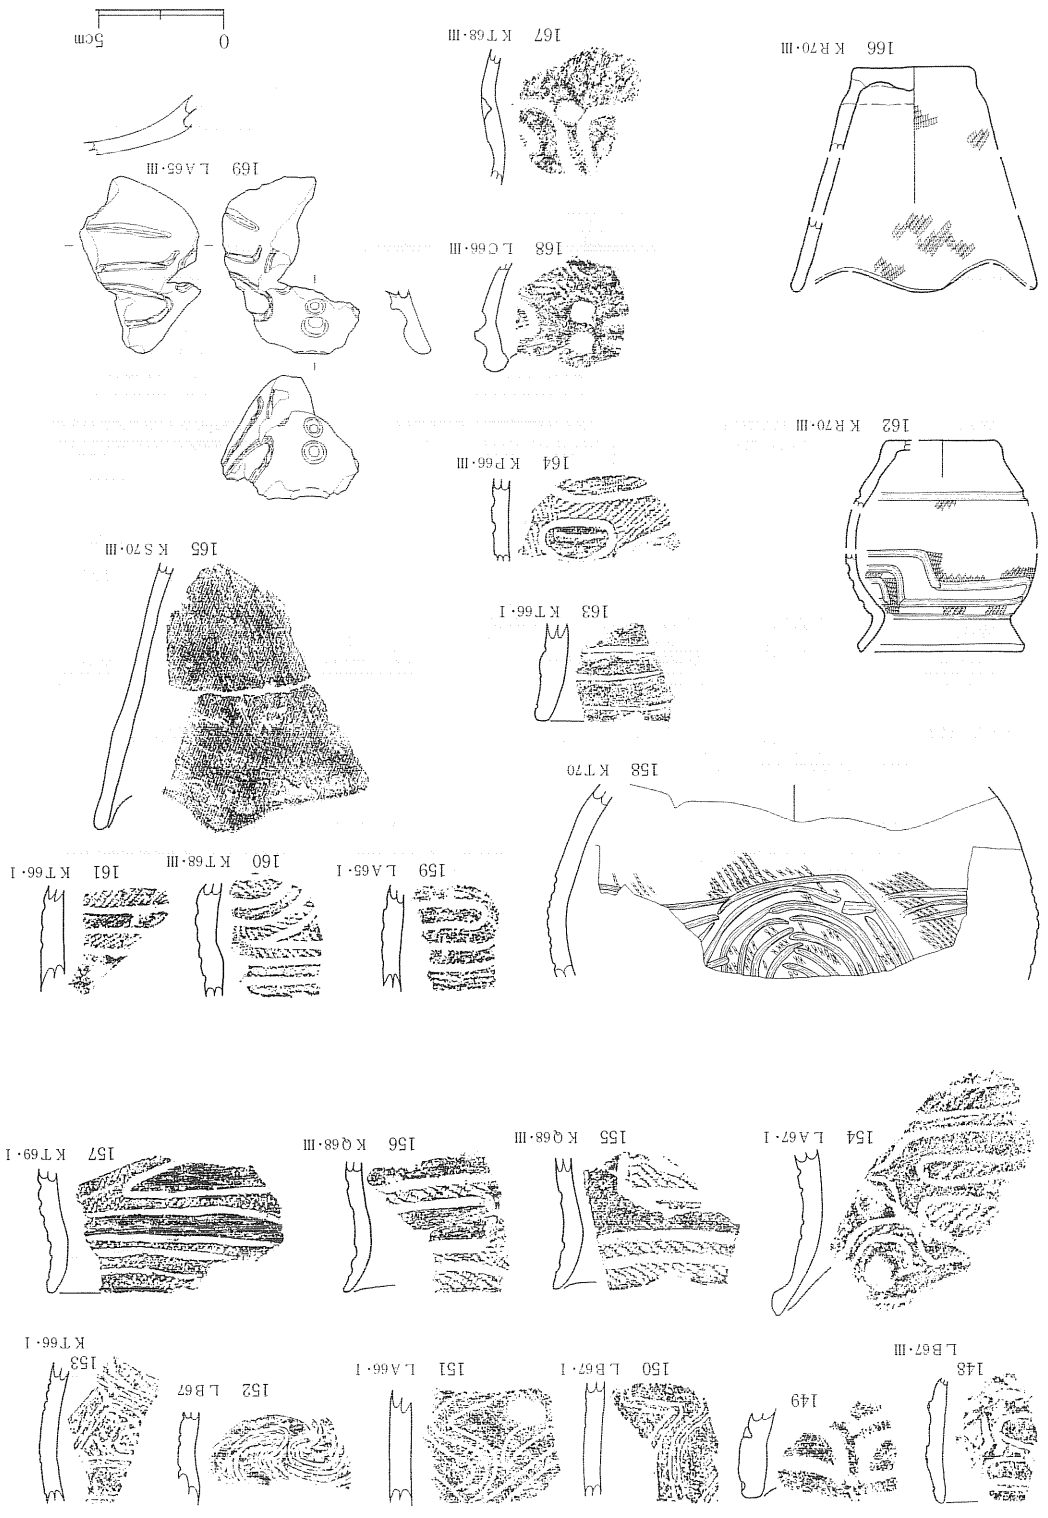 148
LB67·III
149
150 LB67·I
151 LA66·I
152 LB67
153
KT66·I
154 LA67·I
155 KQ68·III
156 KQ68·III
157 KT69·I
159 LA65·I
160 KT68·III
161 KT66·I
158 KT70
163 KT66·I
165 KS70·III
164 KP66·III
162 KR70·III
168 LC66·III
169 LA65·III
166 KR70·III
167 KT68·III
0 5cm